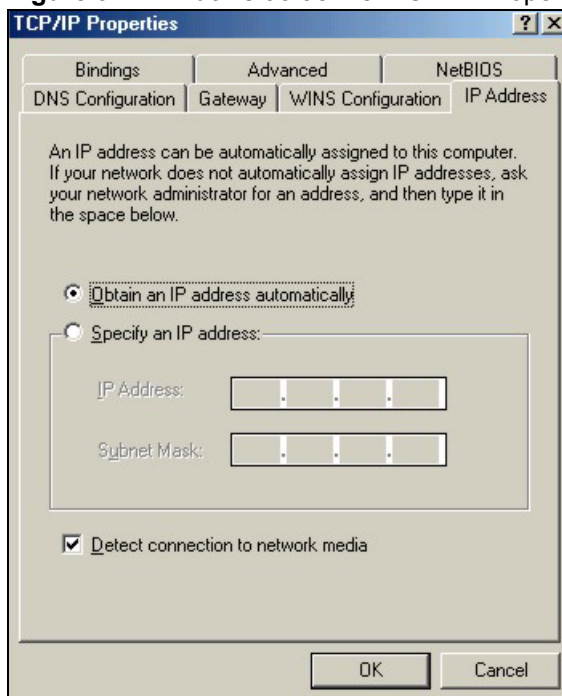 TCP/IP Properties
? ×
Bindings Advanced NetBIOS
DNS Configuration Gateway WINS Configuration IP Address
An IP address can be automatically assigned to this computer.
If your network does not automatically assign IP addresses, ask
your network administrator for an address, and then type it in
the space below.
Obtain an IP address automatically
Specify an IP address:
IP Address:
. . .
Subnet Mask:
. . .
Detect connection to network media
OK Cancel